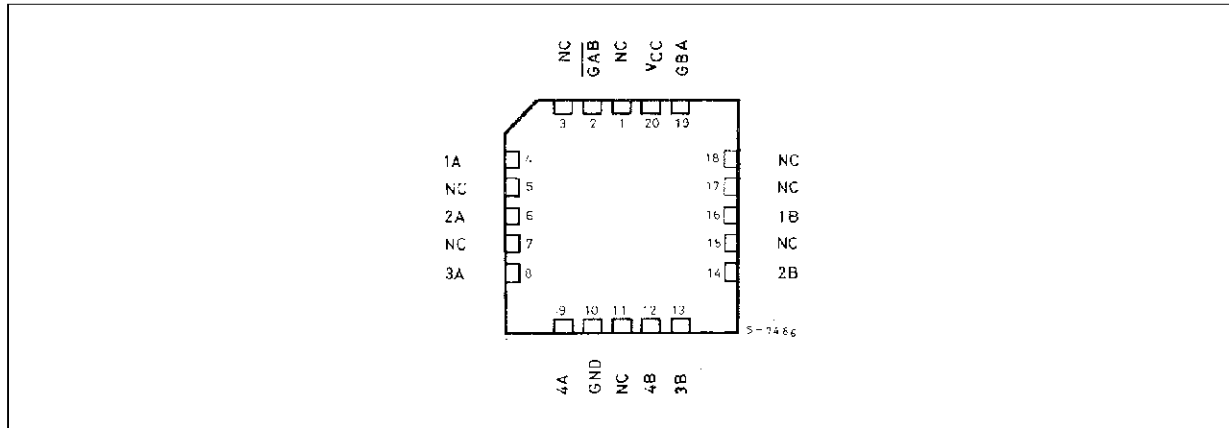 NC GAB NC VCC GBA
3 2 1 20 19
1A 4 18 NC
NC 5 17 NC
2A 6 16 1B
NC 7 15 NC
3A 8 14 2B
9 10 11 12 13
S-7486
4A GND NC 4B 3B